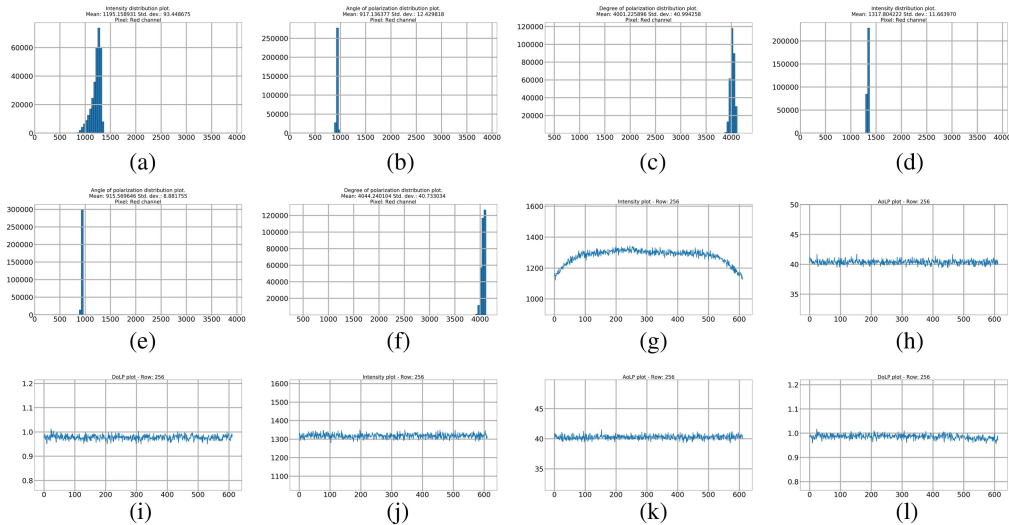 Intensity distribution plot.
Mean: 1195.158931 Std. dev.: 93.448675
Pixel: Red channel
60000
40000
20000
0
0 500 1000 1500 2000 2500 3000 3500 4000
(a)
Angle of polarization distribution plot.
Mean: 917.136377 Std. dev.: 12.429818
Pixel: Red channel
250000
200000
150000
100000
50000
0
500 1000 1500 2000 2500 3000 3500 4000
(b)
Degree of polarization distribution plot.
Mean: 4001.225896 Std. dev.: 40.994258
Pixel: Red channel
120000
100000
80000
60000
40000
20000
500 1000 1500 2000 2500 3000 3500 4000
(c)
Intensity distribution plot.
Mean: 1317.804222 Std. dev.: 11.663970
Pixel: Red channel
200000
150000
100000
50000
0
0 500 1000 1500 2000 2500 3000 3500 4000
(d)
Angle of polarization distribution plot.
Mean: 915.569646 Std. dev.: 8.881755
Pixel: Red channel
300000
250000
200000
150000
100000
50000
0
0 500 1000 1500 2000 2500 3000 3500 4000
(e)
Degree of polarization distribution plot.
Mean: 4044.240104 Std. dev.: 40.733034
Pixel: Red channel
120000
100000
80000
60000
40000
20000
500 1000 1500 2000 2500 3000 3500 4000
(f)
Intensity plot - Row: 256
1600
1400
1200
1000
0 100 200 300 400 500 600
(g)
AoLP plot - Row: 256
50
45
40
35
0 100 200 300 400 500 600
(h)
DoLP plot - Row: 256
1.2
1.1
1.0
0.9
0.8
0 100 200 300 400 500 600
(i)
Intensity plot - Row: 256
1600
1500
1400
1300
1200
1100
0 100 200 300 400 500 600
(j)
AoLP plot - Row: 256
45
40
35
0 100 200 300 400 500 600
(k)
DoLP plot - Row: 256
1.2
1.1
1.0
0.9
0.8
0 100 200 300 400 500 600
(l)